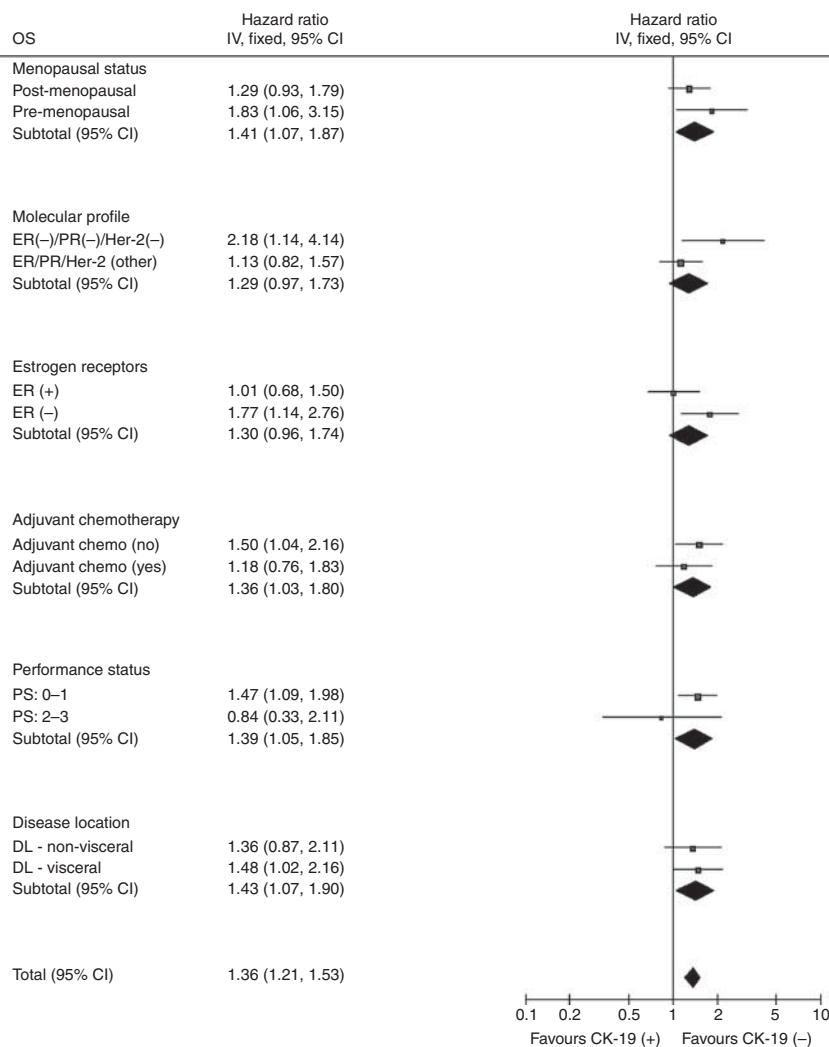 OS
Hazard ratio
IV, fixed, 95% CI
Hazard ratio
IV, fixed, 95% CI
Menopausal status
Post-menopausal 1.29 (0.93, 1.79)
Pre-menopausal 1.83 (1.06, 3.15)
Subtotal (95% CI) 1.41 (1.07, 1.87)
Molecular profile
ER(–)/PR(–)/Her-2(–) 2.18 (1.14, 4.14)
ER/PR/Her-2 (other) 1.13 (0.82, 1.57)
Subtotal (95% CI) 1.29 (0.97, 1.73)
Estrogen receptors
ER (+) 1.01 (0.68, 1.50)
ER (–) 1.77 (1.14, 2.76)
Subtotal (95% CI) 1.30 (0.96, 1.74)
Adjuvant chemotherapy
Adjuvant chemo (no) 1.50 (1.04, 2.16)
Adjuvant chemo (yes) 1.18 (0.76, 1.83)
Subtotal (95% CI) 1.36 (1.03, 1.80)
Performance status
PS: 0–1 1.47 (1.09, 1.98)
PS: 2–3 0.84 (0.33, 2.11)
Subtotal (95% CI) 1.39 (1.05, 1.85)
Disease location
DL - non-visceral 1.36 (0.87, 2.11)
DL - visceral 1.48 (1.02, 2.16)
Subtotal (95% CI) 1.43 (1.07, 1.90)
Total (95% CI) 1.36 (1.21, 1.53)
0.1 0.2 0.5 1 2 5 10
Favours CK-19 (+) Favours CK-19 (–)